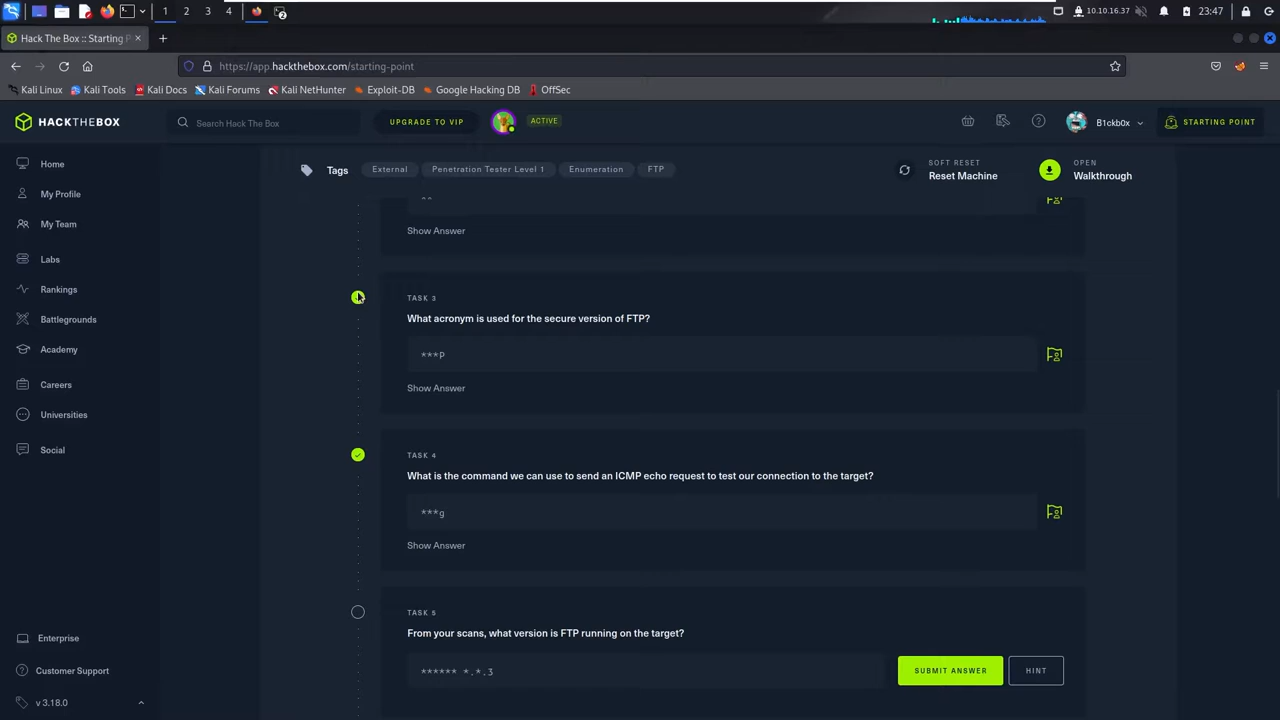 1
2
3
4
2
10.10.16.37
23:47
Hack The Box :: Starting P
https://app.hackthebox.com/starting-point
Kali Linux
Kali Tools
Kali Docs
Kali Forums
Kali NetHunter
Exploit-DB
Google Hacking DB
OffSec
HACKTHEBOX
Search Hack The Box
UPGRADE TO VIP
ACTIVE
B1ckb0x
STARTING POINT
Home
My Profile
My Team
Labs
Rankings
Battlegrounds
Academy
Careers
Universities
Social
Enterprise
Customer Support
v 3.18.0
Tags
External
Penetration Tester Level 1
Enumeration
FTP
SOFT RESET
Reset Machine
OPEN
Walkthrough
**
Show Answer
TASK 3
What acronym is used for the secure version of FTP?
***P
Show Answer
TASK 4
What is the command we can use to send an ICMP echo request to test our connection to the target?
***g
Show Answer
TASK 5
From your scans, what version is FTP running on the target?
****** *.*.3
SUBMIT ANSWER
HINT